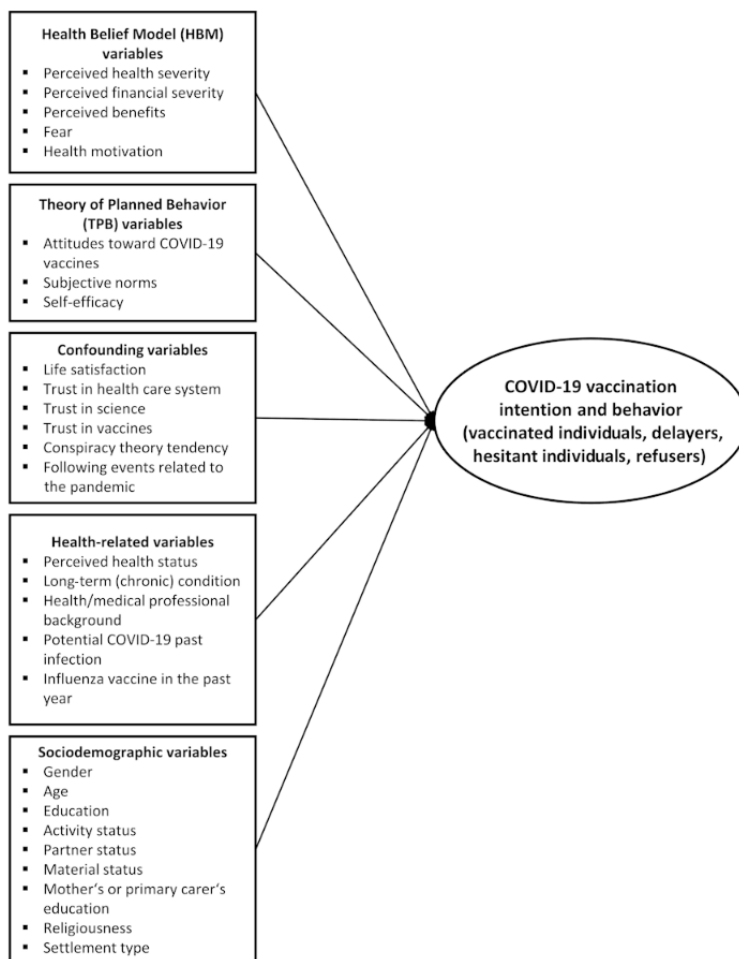 Health Belief Model (HBM)
variables
▪ Perceived health severity
▪ Perceived financial severity
▪ Perceived benefits
▪ Fear
▪ Health motivation
Theory of Planned Behavior
(TPB) variables
▪ Attitudes toward COVID-19
vaccines
▪ Subjective norms
▪ Self-efficacy
Confounding variables
▪ Life satisfaction
▪ Trust in health care system
▪ Trust in science
▪ Trust in vaccines
▪ Conspiracy theory tendency
▪ Following events related to
the pandemic
Health-related variables
▪ Perceived health status
▪ Long-term (chronic) condition
▪ Health/medical professional
background
▪ Potential COVID-19 past
infection
▪ Influenza vaccine in the past
year
Sociodemographic variables
▪ Gender
▪ Age
▪ Education
▪ Activity status
▪ Partner status
▪ Material status
▪ Mother‘s or primary carer‘s
education
▪ Religiousness
▪ Settlement type
COVID-19 vaccination
intention and behavior
(vaccinated individuals, delayers,
hesitant individuals, refusers)